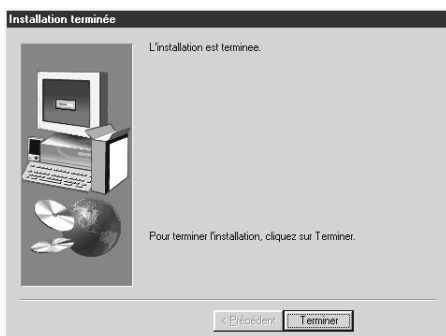 Installation terminée
L'installation est terminee.
Pour terminer l'installation, cliquez sur Terminer.
< Précédent
Terminer